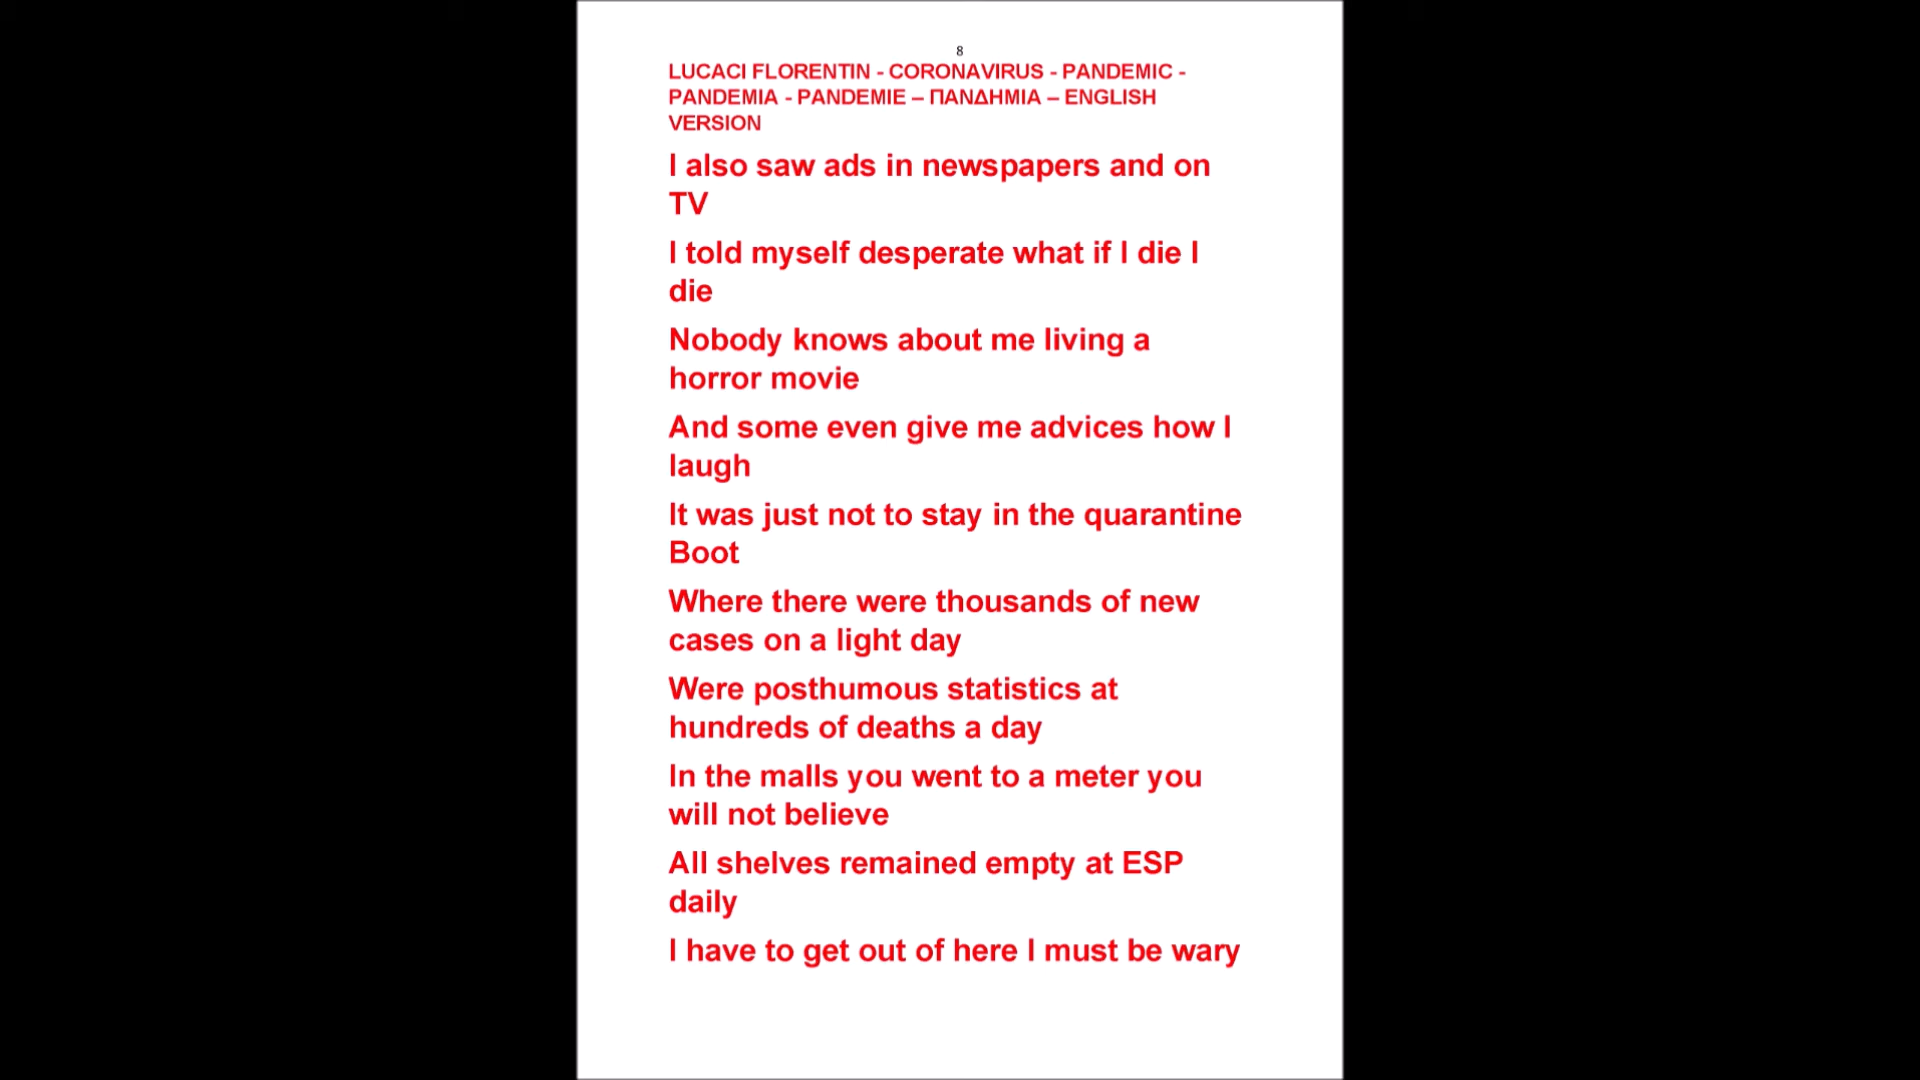 8
LUCACI FLORENTIN - CORONAVIRUS - PANDEMIC -
PANDEMIA - PANDEMIE – ΠΑΝΔΗΜΙΑ – ENGLISH
VERSION
I also saw ads in newspapers and on
TV
I told myself desperate what if I die I
die
Nobody knows about me living a
horror movie
And some even give me advices how I
laugh
It was just not to stay in the quarantine
Boot
Where there were thousands of new
cases on a light day
Were posthumous statistics at
hundreds of deaths a day
In the malls you went to a meter you
will not believe
All shelves remained empty at ESP
daily
I have to get out of here I must be wary